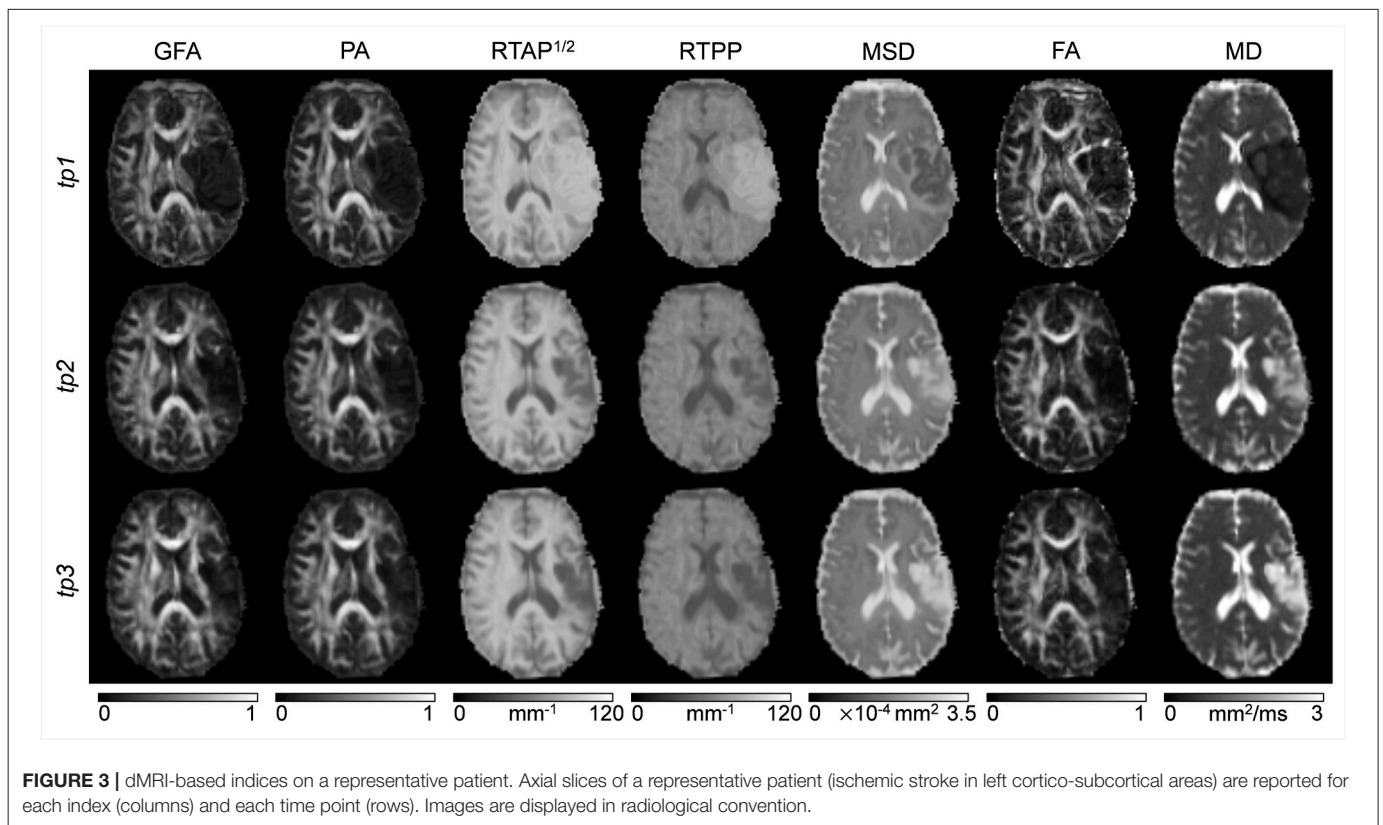 GFA PA RTAP1/2 RTPP MSD FA MD
tp1
tp2
tp3
0 1 0 1 0 mm-1 120 0 mm-1 120 0 ×10-4 mm2 3.5 0 1 0 mm2/ms 3
FIGURE 3 | dMRI-based indices on a representative patient. Axial slices of a representative patient (ischemic stroke in left cortico-subcortical areas) are reported for
each index (columns) and each time point (rows). Images are displayed in radiological convention.